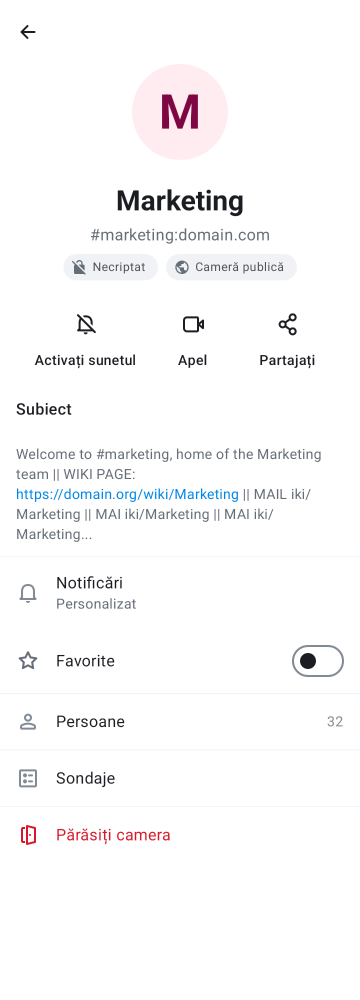 M
Marketing
#marketing:domain.com
Necriptat
Cameră publică
Activați sunetul
Apel
Partajați
Subiect
Welcome to #marketing, home of the Marketing
team || WIKI PAGE:
https://domain.org/wiki/Marketing || MAIL iki/
Marketing || MAI iki/Marketing || MAI iki/
Marketing...
Notificări
Personalizat
Favorite
Persoane 32
Sondaje
Părăsiți camera